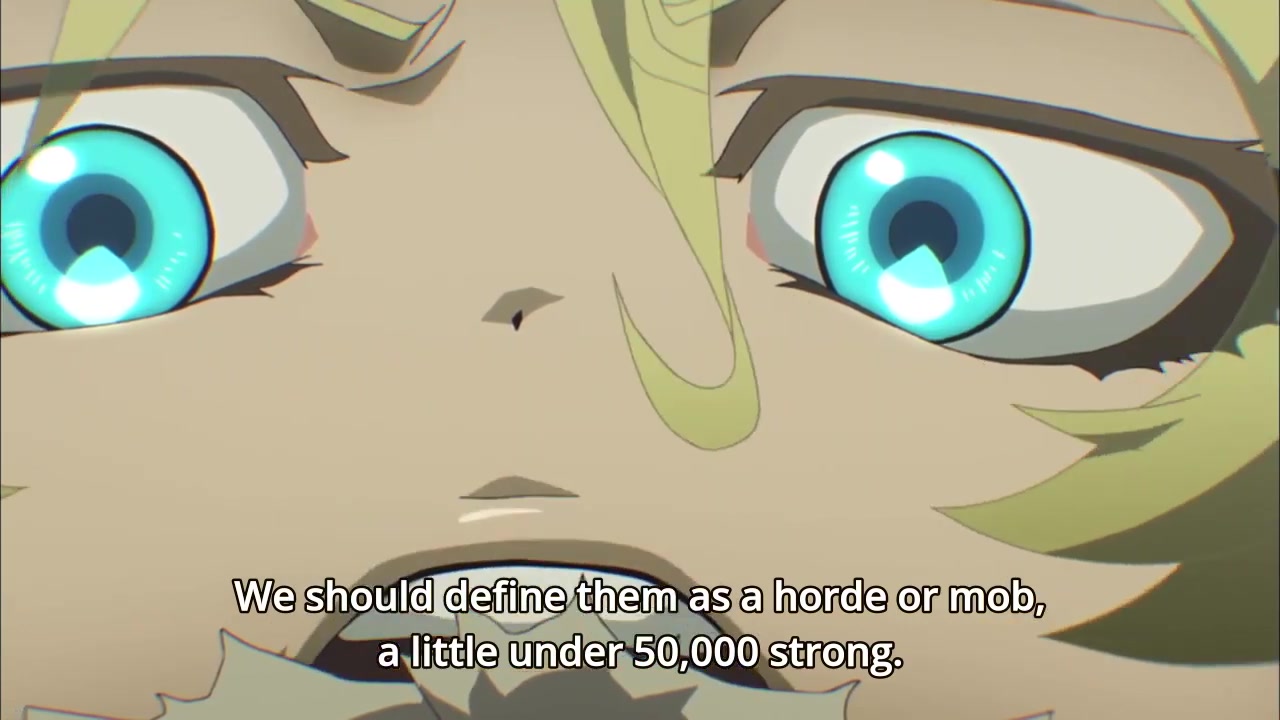 We should define them as a horde or mob,
a little under 50,000 strong.